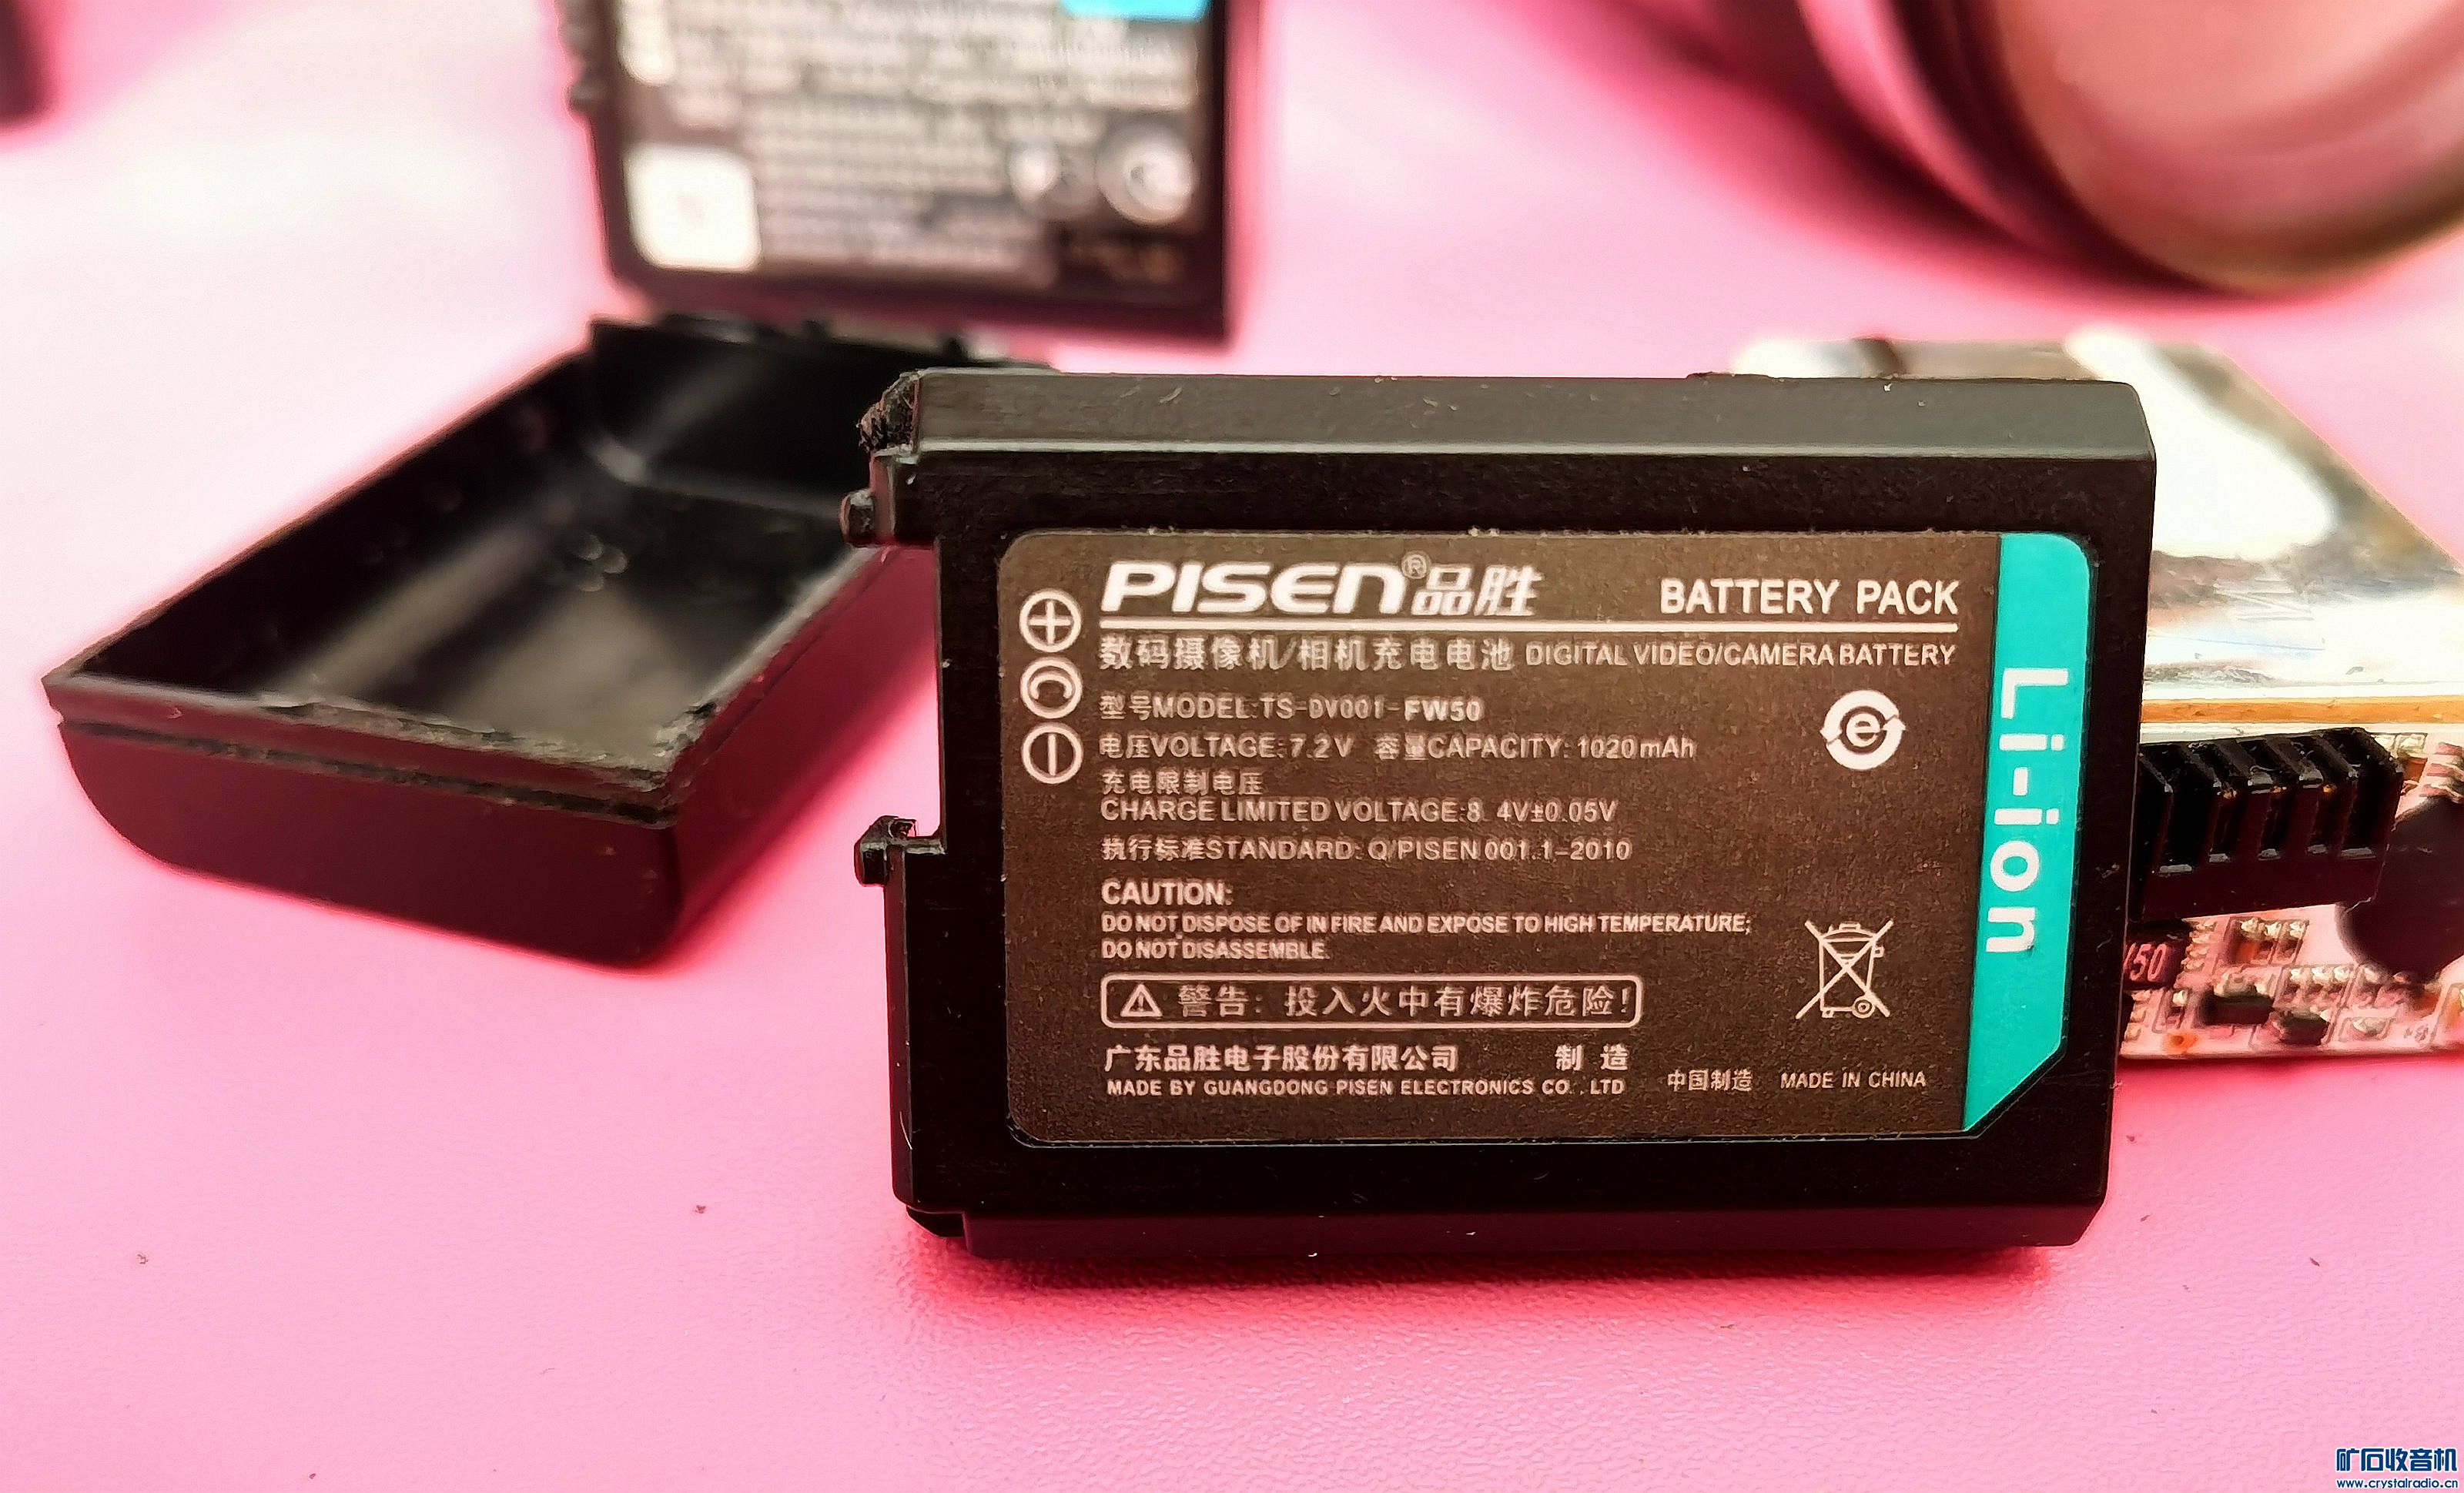 PISEN®品胜 BATTERY PACK
数码摄像机/相机充电电池 DIGITAL VIDEO/CAMERA BATTERY
型号MODEL:TS-DV001-FW50
电压VOLTAGE:7.2V 容量CAPACITY:1020mAh
充电限制电压
CHARGE LIMITED VOLTAGE:8.4V±0.05V
执行标准STANDARD: Q/PISEN 001.1-2010
CAUTION:
DO NOT DISPOSE OF IN FIRE AND EXPOSE TO HIGH TEMPERATURE;
DO NOT DISASSEMBLE.
警告: 投入火中有爆炸危险!
广东品胜电子股份有限公司 制 造
MADE BY GUANGDONG PISEN ELECTRONICS CO.,LTD
中国制造 MADE IN CHINA
Li-ion
矿石收音机
www.crystalradio.cn